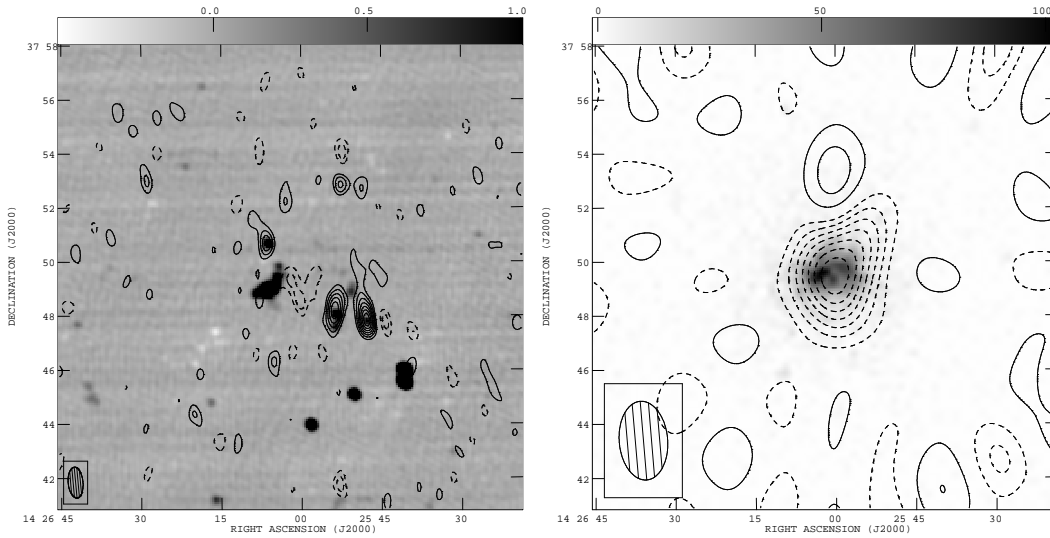 0.0 0.5 1.0
37 58
56
54
52
50
48
46
44
42
DECLINATION (J2000)
14 26 45 30 15 00 25 45 30
RIGHT ASCENSION (J2000)
0 50 100
37 58
56
54
52
50
48
46
44
42
DECLINATION (J2000)
14 26 45 30 15 00 25 45 30
RIGHT ASCENSION (J2000)